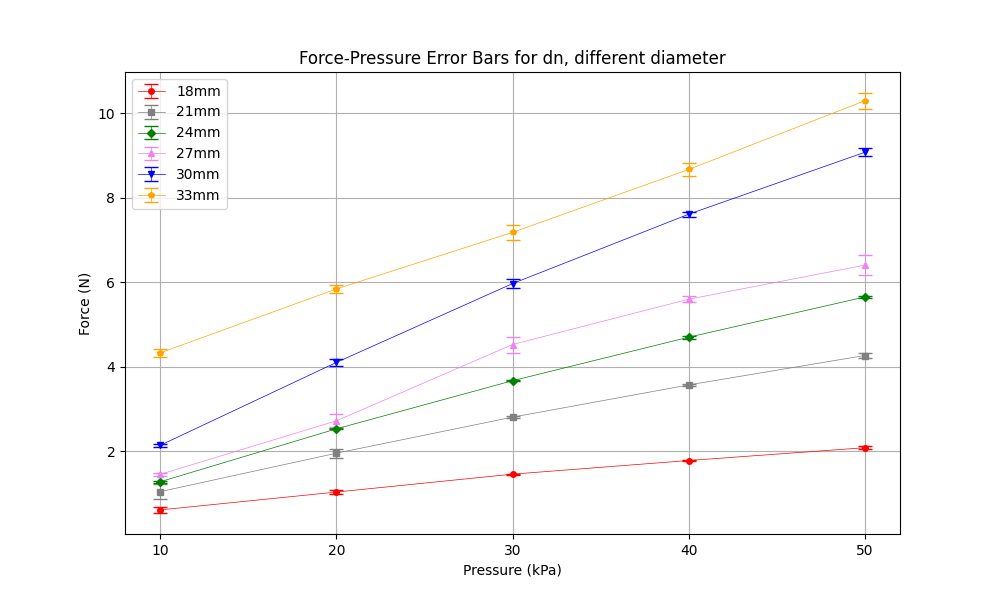 Force-Pressure Error Bars for dn, different diameter
18mm
21mm
24mm
27mm
30mm
33mm
10
8
6
4
2
Force (N)
10 20 30 40 50
Pressure (kPa)